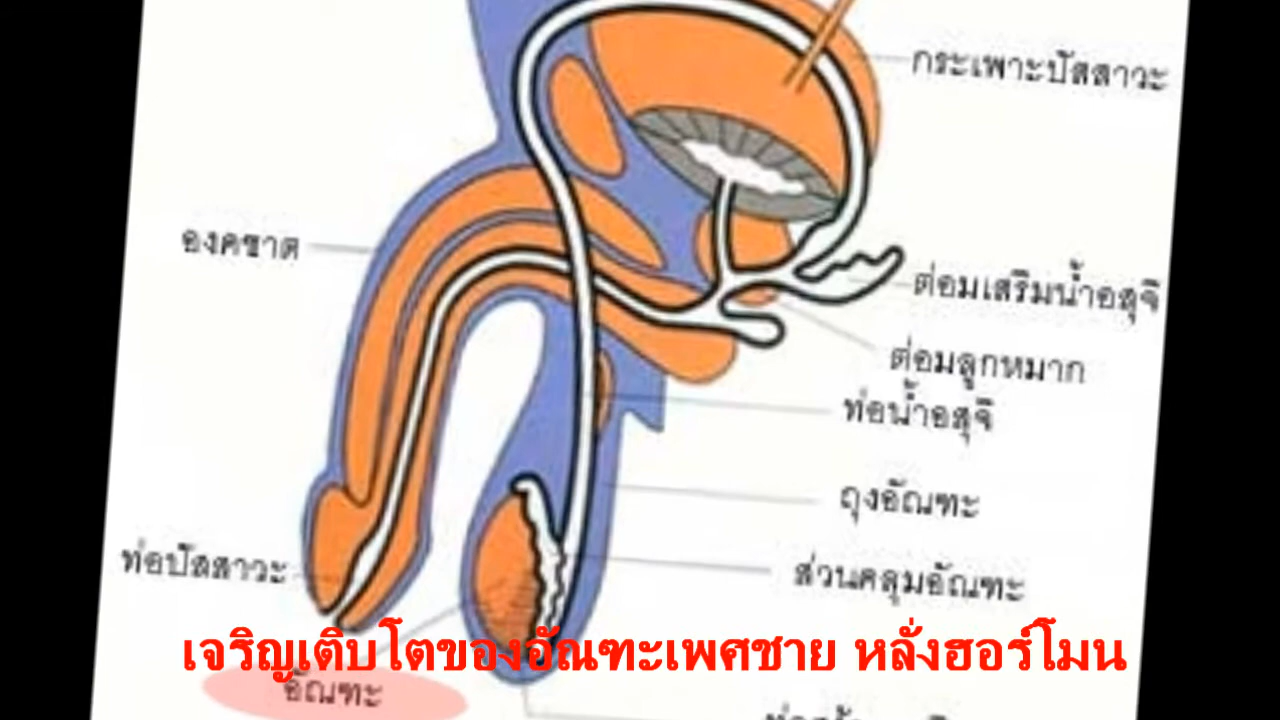 กระเพาะปัสสาวะ
องคชาต
ต่อมเสริมน้ำอสุจิ
ต่อมลูกหมาก
ท่อน้ำอสุจิ
ถุงอัณฑะ
ท่อปัสสาวะ
ส่วนคลุมอัณฑะ
เจริญเติบโตของอัณฑะเพศชาย หลั่งฮอร์โมน
อัณฑะ